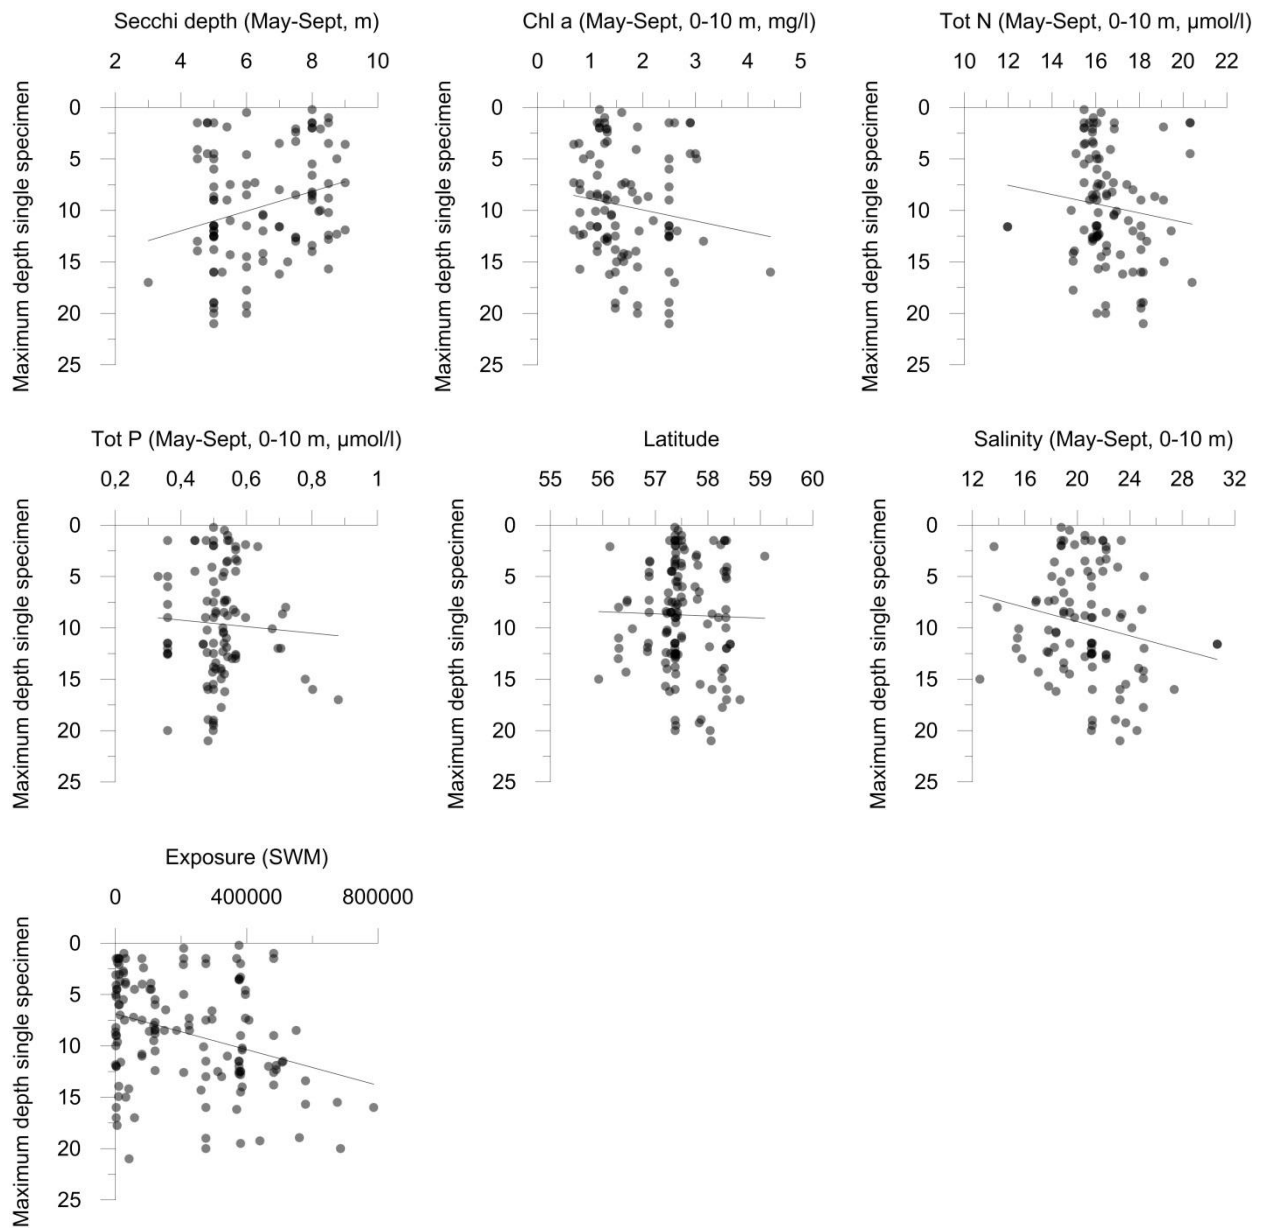 Secchi depth (May-Sept, m)
2 4 6 8 10
Maximum depth single specimen
0
5
10
15
20
25
Chl a (May-Sept, 0-10 m, mg/l)
0 1 2 3 4 5
Maximum depth single specimen
0
5
10
15
20
25
Tot N (May-Sept, 0-10 m, µmol/l)
10 12 14 16 18 20 22
Maximum depth single specimen
0
5
10
15
20
25
Tot P (May-Sept, 0-10 m, µmol/l)
0,2 0,4 0,6 0,8 1
Maximum depth single specimen
0
5
10
15
20
25
Latitude
55 56 57 58 59 60
Maximum depth single specimen
0
5
10
15
20
25
Salinity (May-Sept, 0-10 m)
12 16 20 24 28 32
Maximum depth single specimen
0
5
10
15
20
25
Exposure (SWM)
0 400000 800000
Maximum depth single specimen
0
5
10
15
20
25